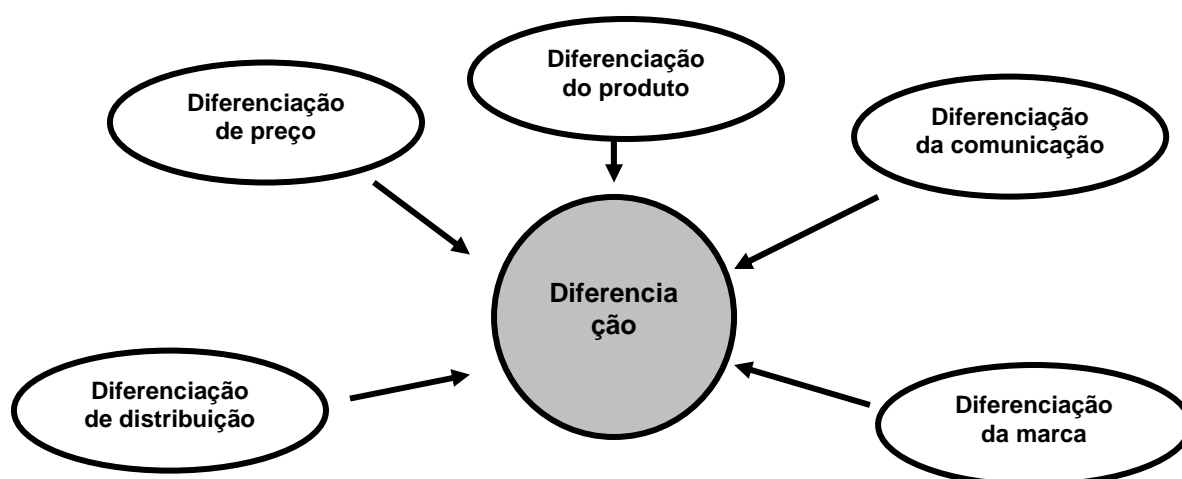 Diferenciação
do produto
Diferenciação
de preço
Diferenciação
da comunicação
Diferencia
ção
Diferenciação
de distribuição
Diferenciação
da marca